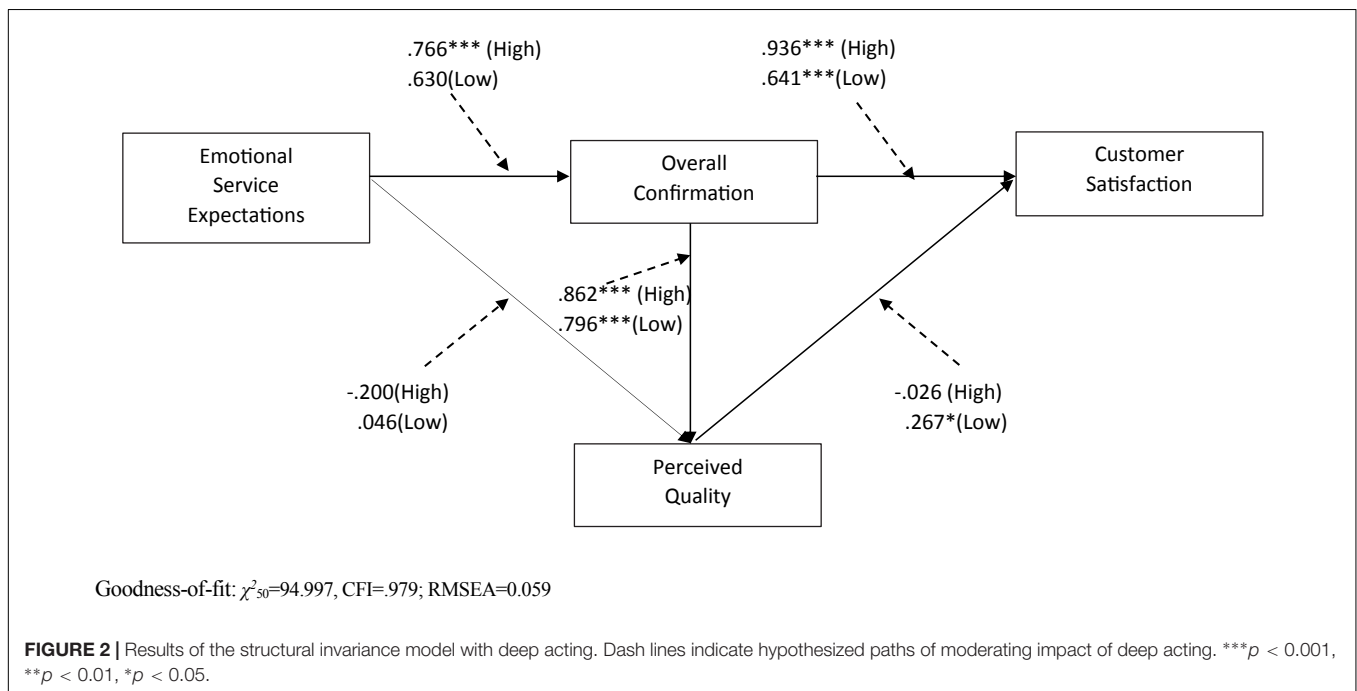 .766*** (High)
.630(Low)
.936*** (High)
.641***(Low)
Emotional
Service
Expectations
Overall
Confirmation
Customer
Satisfaction
.862*** (High)
.796***(Low)
-.200(High)
.046(Low)
-.026 (High)
.267*(Low)
Perceived
Quality
Goodness-of-fit: χ²₅₀=94.997, CFI=.979; RMSEA=0.059
FIGURE 2 | Results of the structural invariance model with deep acting. Dash lines indicate hypothesized paths of moderating impact of deep acting. ***p < 0.001,
**p < 0.01, *p < 0.05.